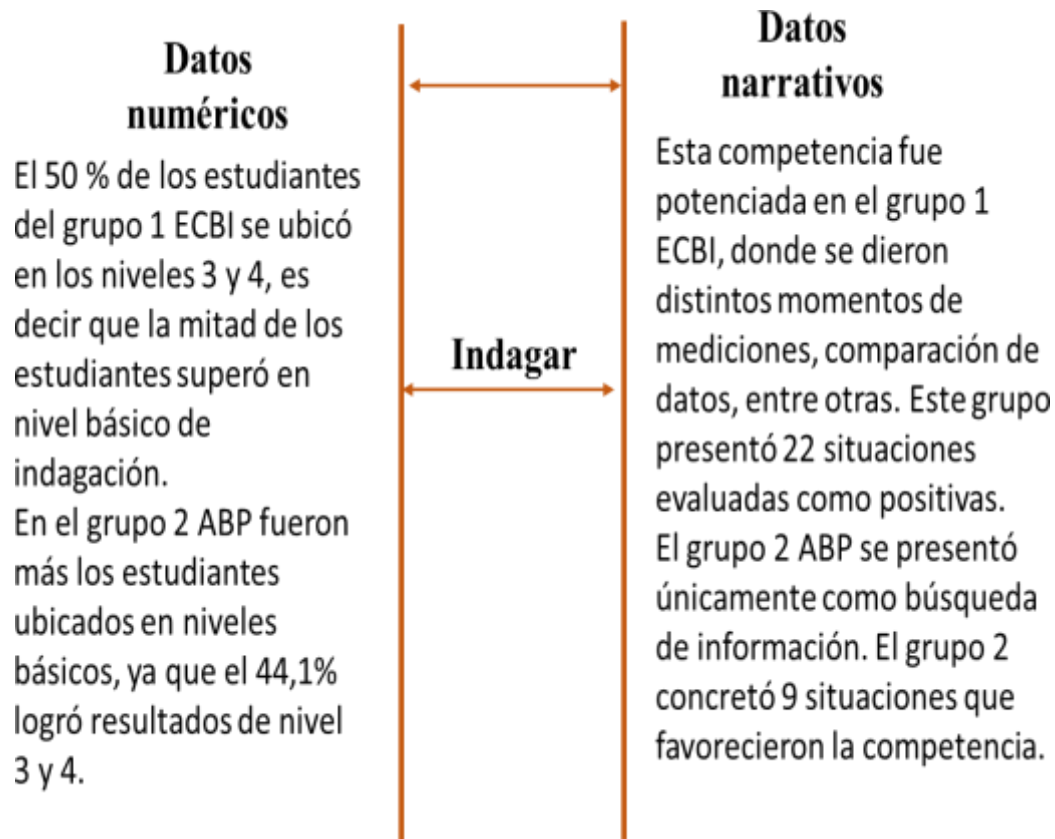 Datos
numéricos
El 50 % de los estudiantes
del grupo 1 ECBI se ubicó
en los niveles 3 y 4, es
decir que la mitad de los
estudiantes superó en
nivel básico de
indagación.
En el grupo 2 ABP fueron
más los estudiantes
ubicados en niveles
básicos, ya que el 44,1%
logró resultados de nivel
3 y 4.
Indagar
Datos
narrativos
Esta competencia fue
potenciada en el grupo 1
ECBI, donde se dieron
distintos momentos de
mediciones, comparación de
datos, entre otras. Este grupo
presentó 22 situaciones
evaluadas como positivas.
El grupo 2 ABP se presentó
únicamente como búsqueda
de información. El grupo 2
concretó 9 situaciones que
favorecieron la competencia.